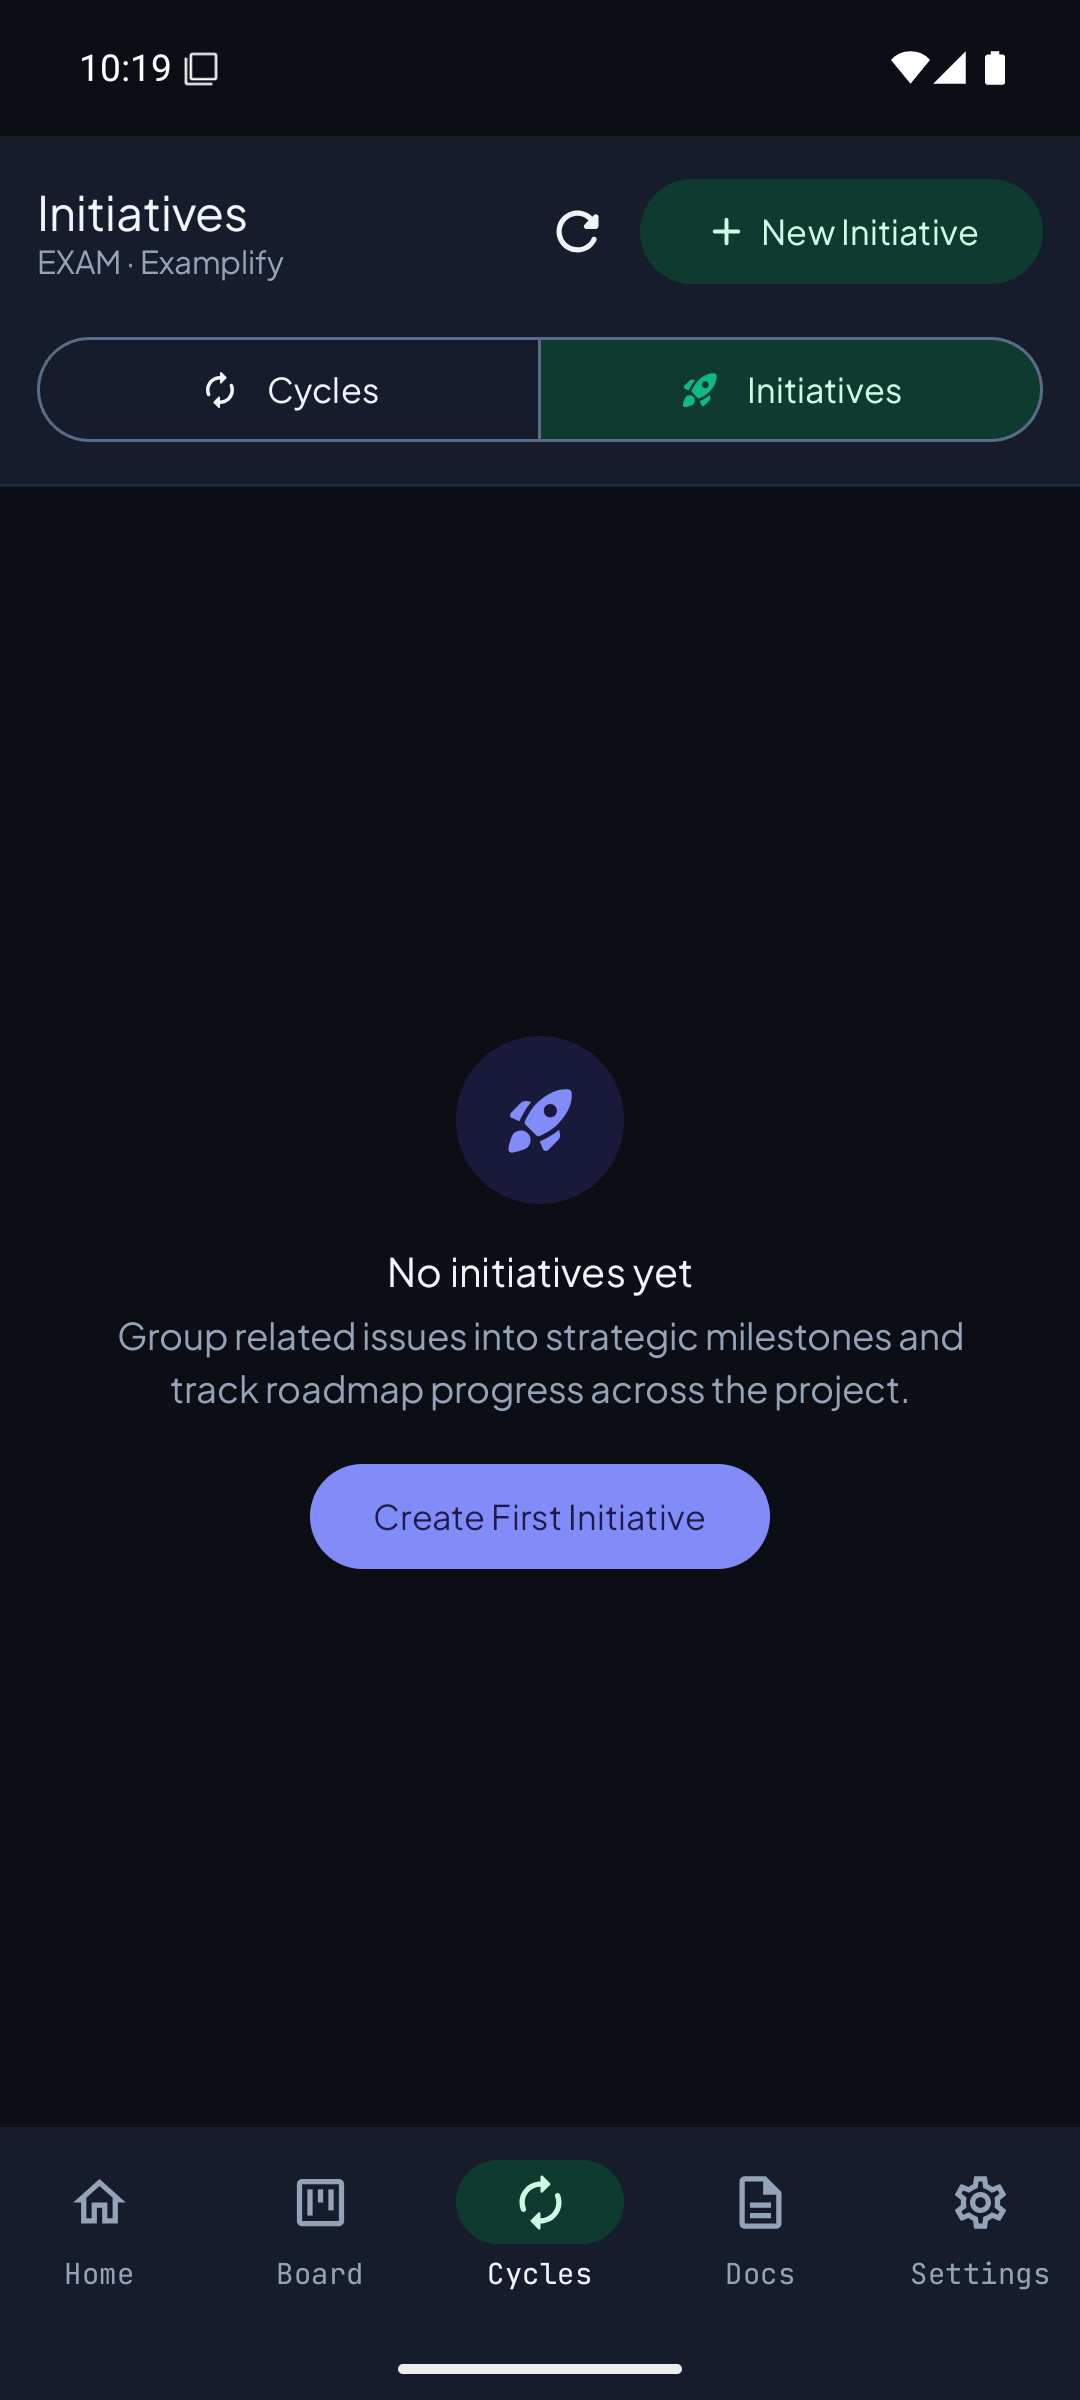 10:19
Initiatives
EXAM · Examplify
New Initiative
Cycles
Initiatives
No initiatives yet
Group related issues into strategic milestones and
track roadmap progress across the project.
Create First Initiative
Home
Board
Cycles
Docs
Settings